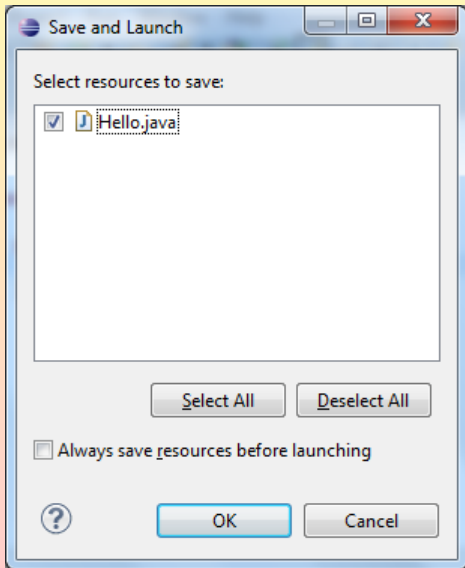 Save and Launch
Select resources to save:
Hello.java
Select All
Deselect All
Always save resources before launching
OK
Cancel